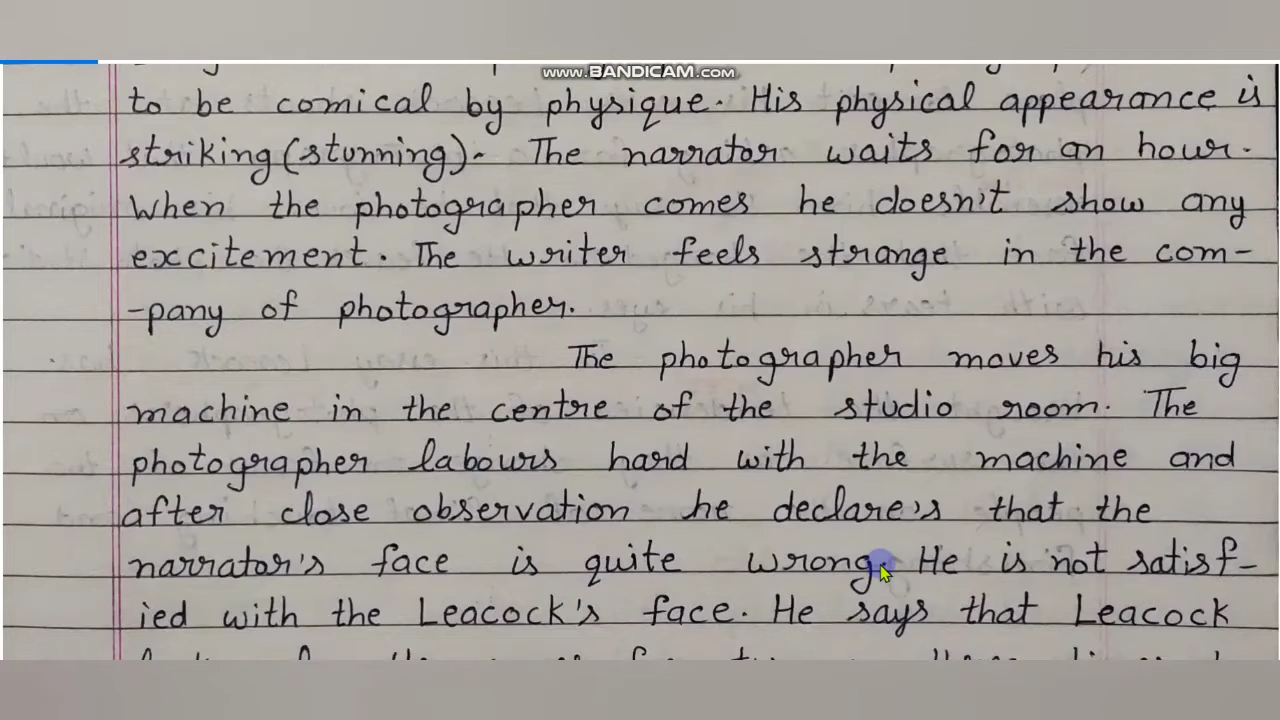 www.BANDICAM.com
to be comical by physique. His physical appearance is
striking (stunning). The narrator waits for an hour.
When the photographer comes he doesn't show any
excitement. The writer feels strange in the com-
-pany of photographer.
The photographer moves his big
machine in the centre of the studio room. The
photographer labours hard with the machine and
after close observation he declare's that the
narrator's face is quite wrong. He is not satisf-
ied with the Leacock's face. He says that Leacock